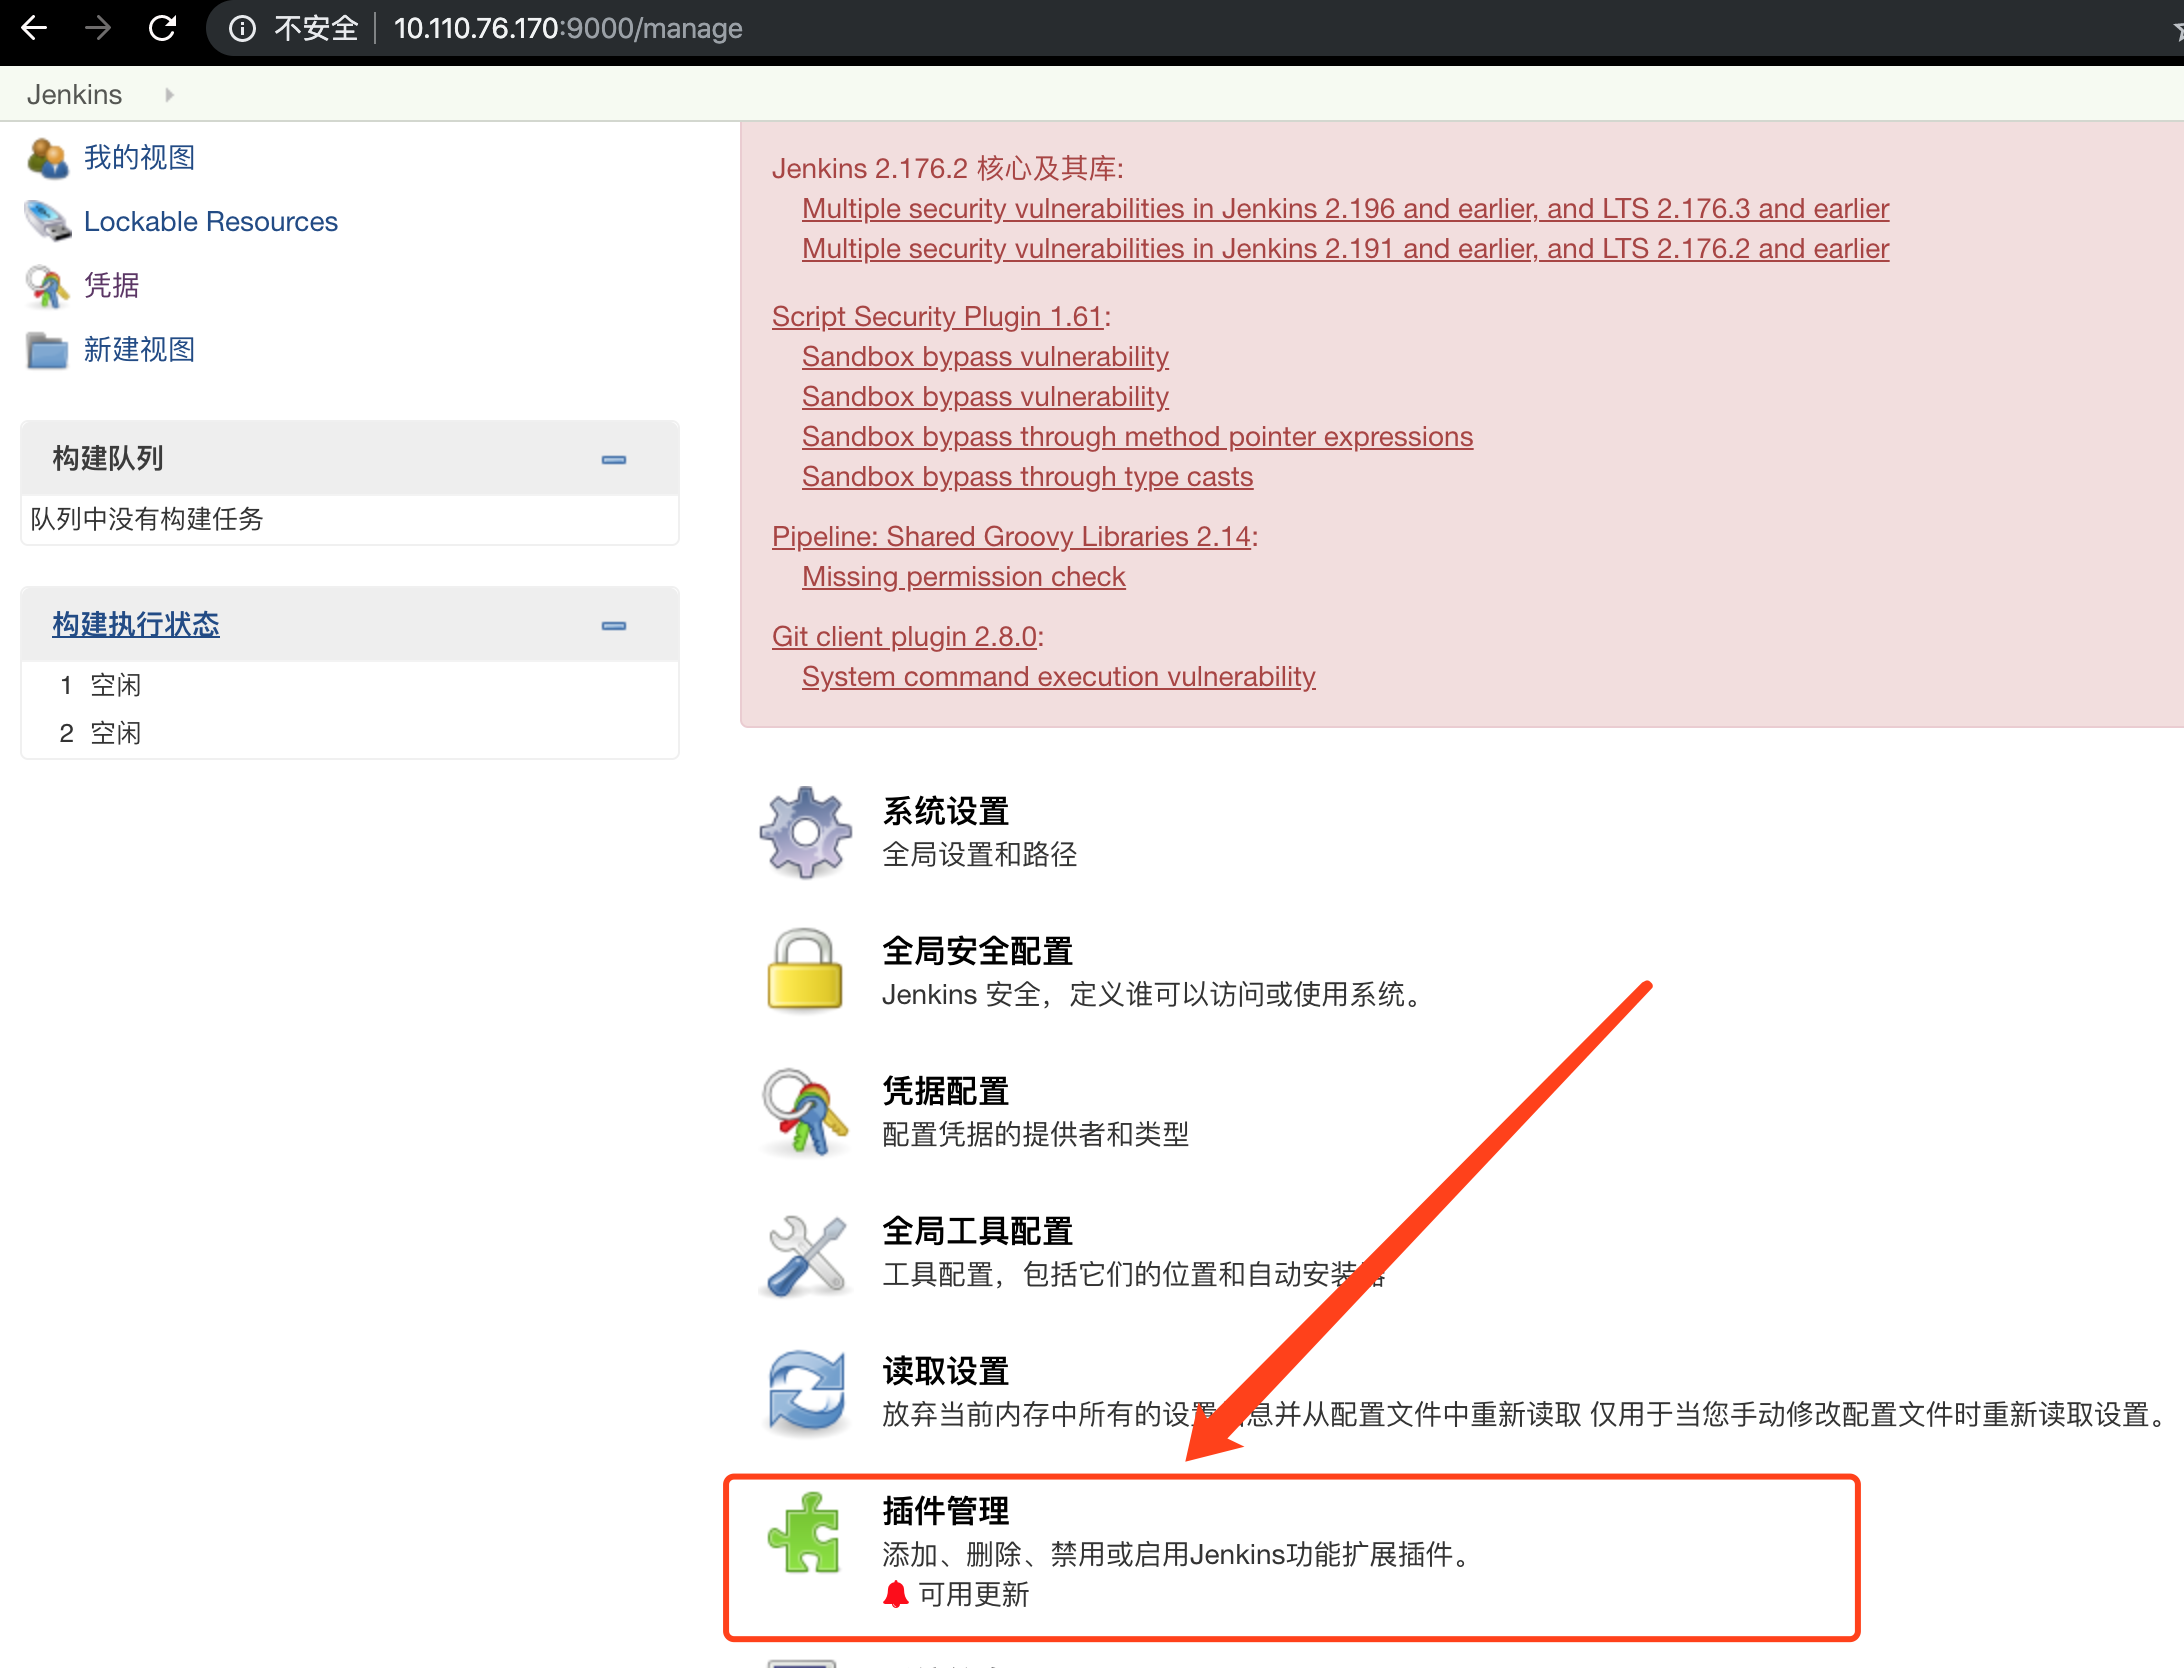 不安全 10.110.76.170:9000/manage
Jenkins
我的视图
Lockable Resources
凭据
新建视图
构建队列
队列中没有构建任务
构建执行状态
1 空闲
2 空闲
Jenkins 2.176.2 核心及其库:
Multiple security vulnerabilities in Jenkins 2.196 and earlier, and LTS 2.176.3 and earlier
Multiple security vulnerabilities in Jenkins 2.191 and earlier, and LTS 2.176.2 and earlier
Script Security Plugin 1.61:
Sandbox bypass vulnerability
Sandbox bypass vulnerability
Sandbox bypass through method pointer expressions
Sandbox bypass through type casts
Pipeline: Shared Groovy Libraries 2.14:
Missing permission check
Git client plugin 2.8.0:
System command execution vulnerability
系统设置
全局设置和路径
全局安全配置
Jenkins 安全，定义谁可以访问或使用系统。
凭据配置
配置凭据的提供者和类型
全局工具配置
工具配置，包括它们的位置和自动安装器
读取设置
放弃当前内存中所有的设置信息并从配置文件中重新读取 仅用于当您手动修改配置文件时重新读取设置。
插件管理
添加、删除、禁用或启用Jenkins功能扩展插件。
可用更新